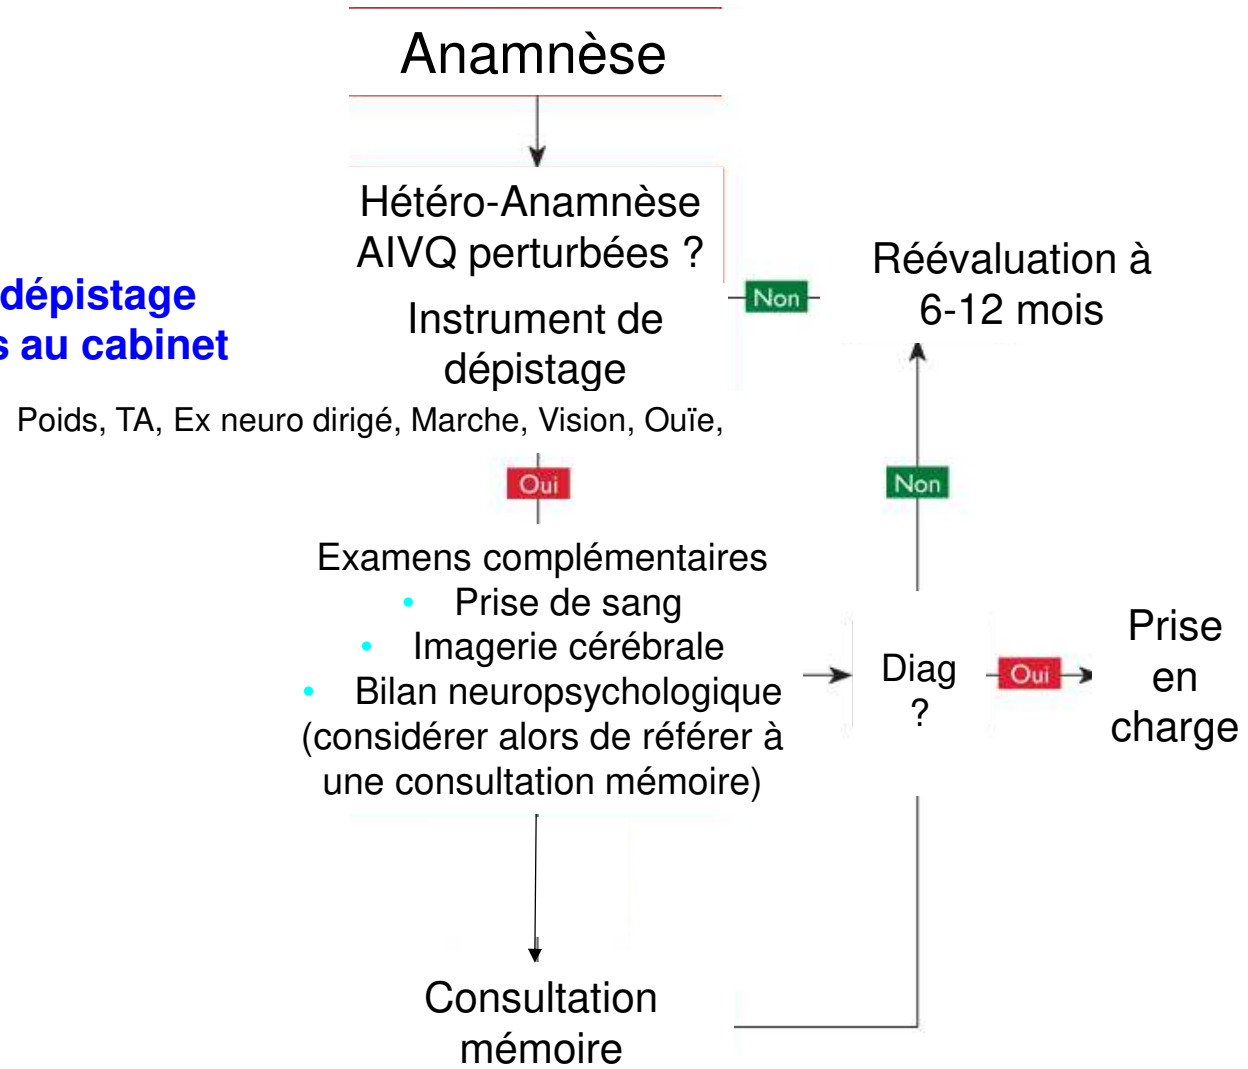 Anamnèse
Hétéro-Anamnèse
AIVQ perturbées ?
Non
Réévaluation à
6-12 mois
dépistage
s au cabinet
Instrument de
dépistage
Poids, TA, Ex neuro dirigé, Marche, Vision, Ouïe,
Oui
Non
Examens complémentaires
• Prise de sang
• Imagerie cérébrale
• Bilan neuropsychologique
(considérer alors de référer à
une consultation mémoire)
Diag
?
Oui
Prise
en
charge
Consultation
mémoire